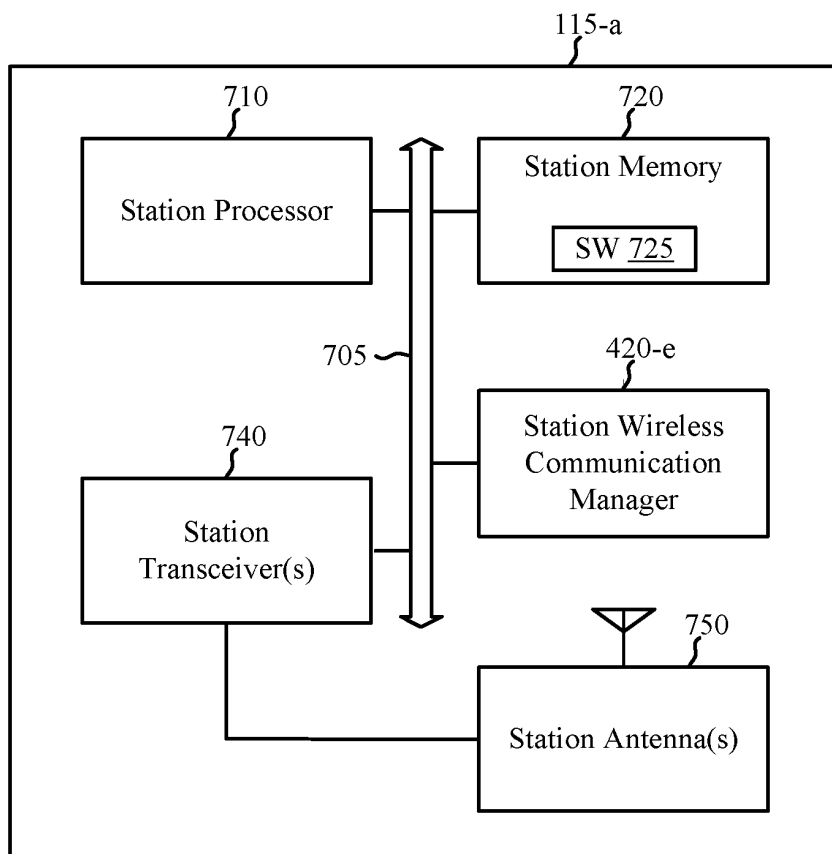 115-a
710
720
Station Processor
Station Memory
SW 725
705
420-e
Station Wireless
Communication
Manager
740
Station
Transceiver(s)
750
Station Antenna(s)